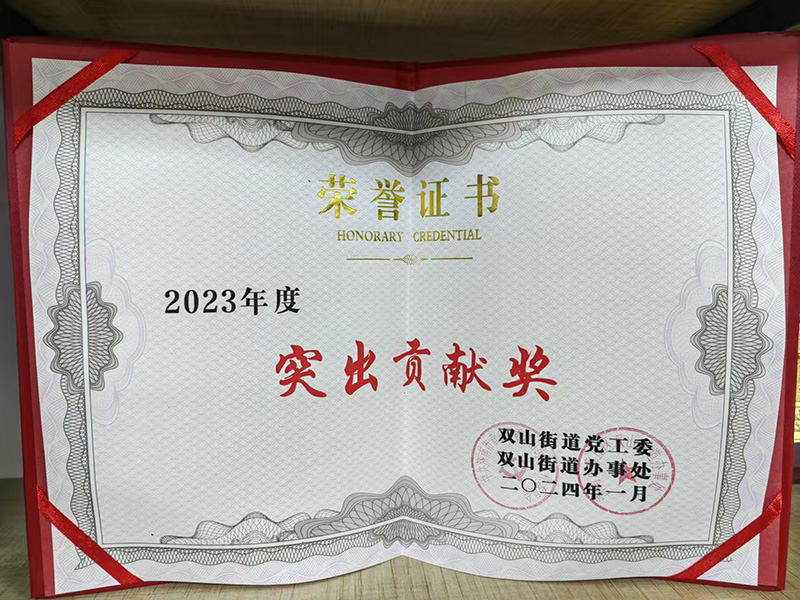 荣誉证书
HONORARY CREDENTIAL
2023年度
突出贡献奖
双山街道党工委
双山街道办事处
二〇二四年一月